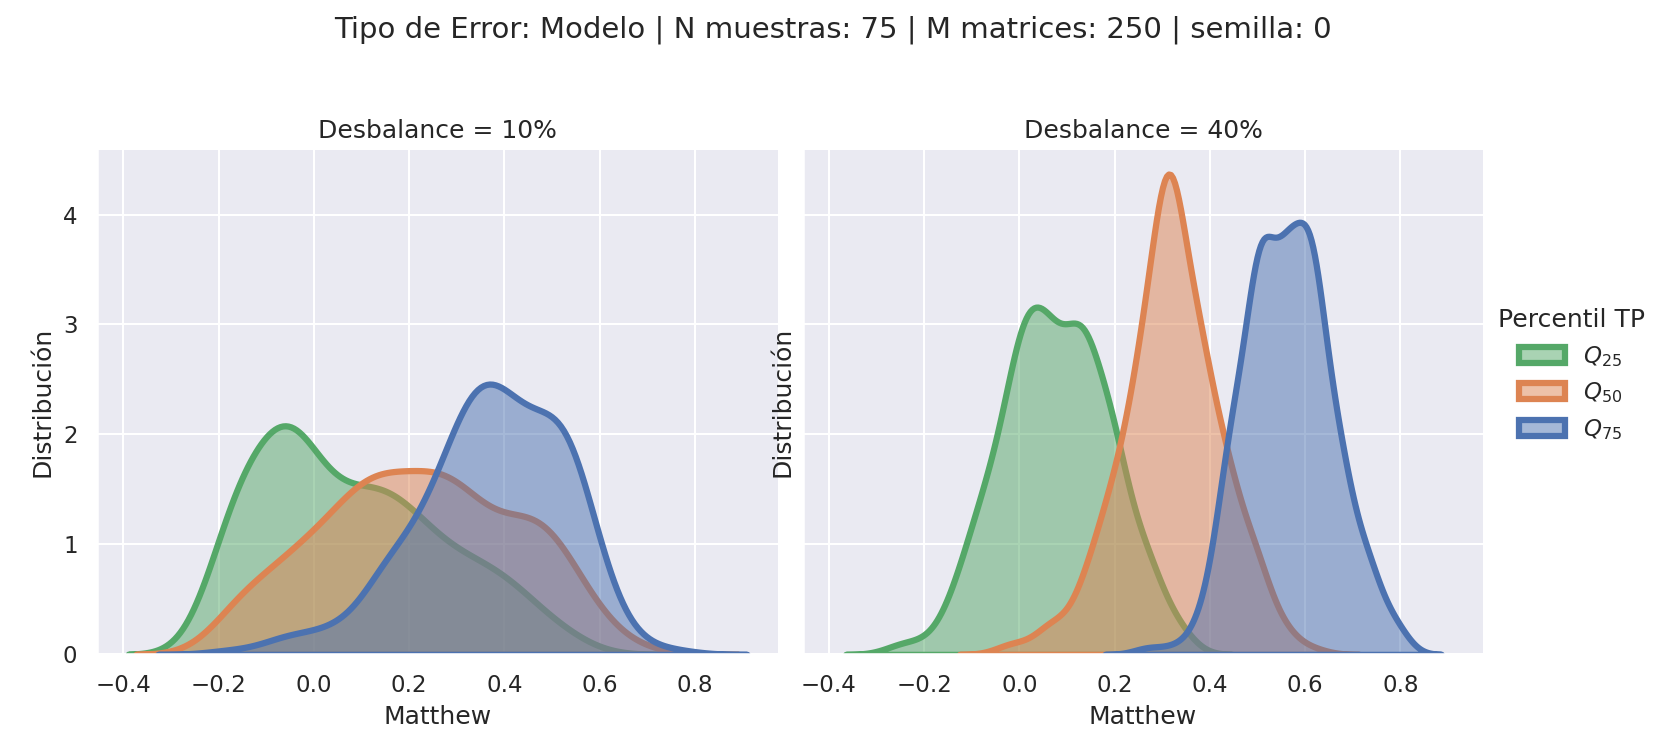 Tipo de Error: Modelo | N muestras: 75 | M matrices: 250 | semilla: 0
Desbalance = 10%
Desbalance = 40%
Distribución
4
3
2
1
0
−0.4 −0.2 0.0 0.2 0.4 0.6 0.8
Matthew
Distribución
−0.4 −0.2 0.0 0.2 0.4 0.6 0.8
Matthew
Percentil TP
Q25
Q50
Q75